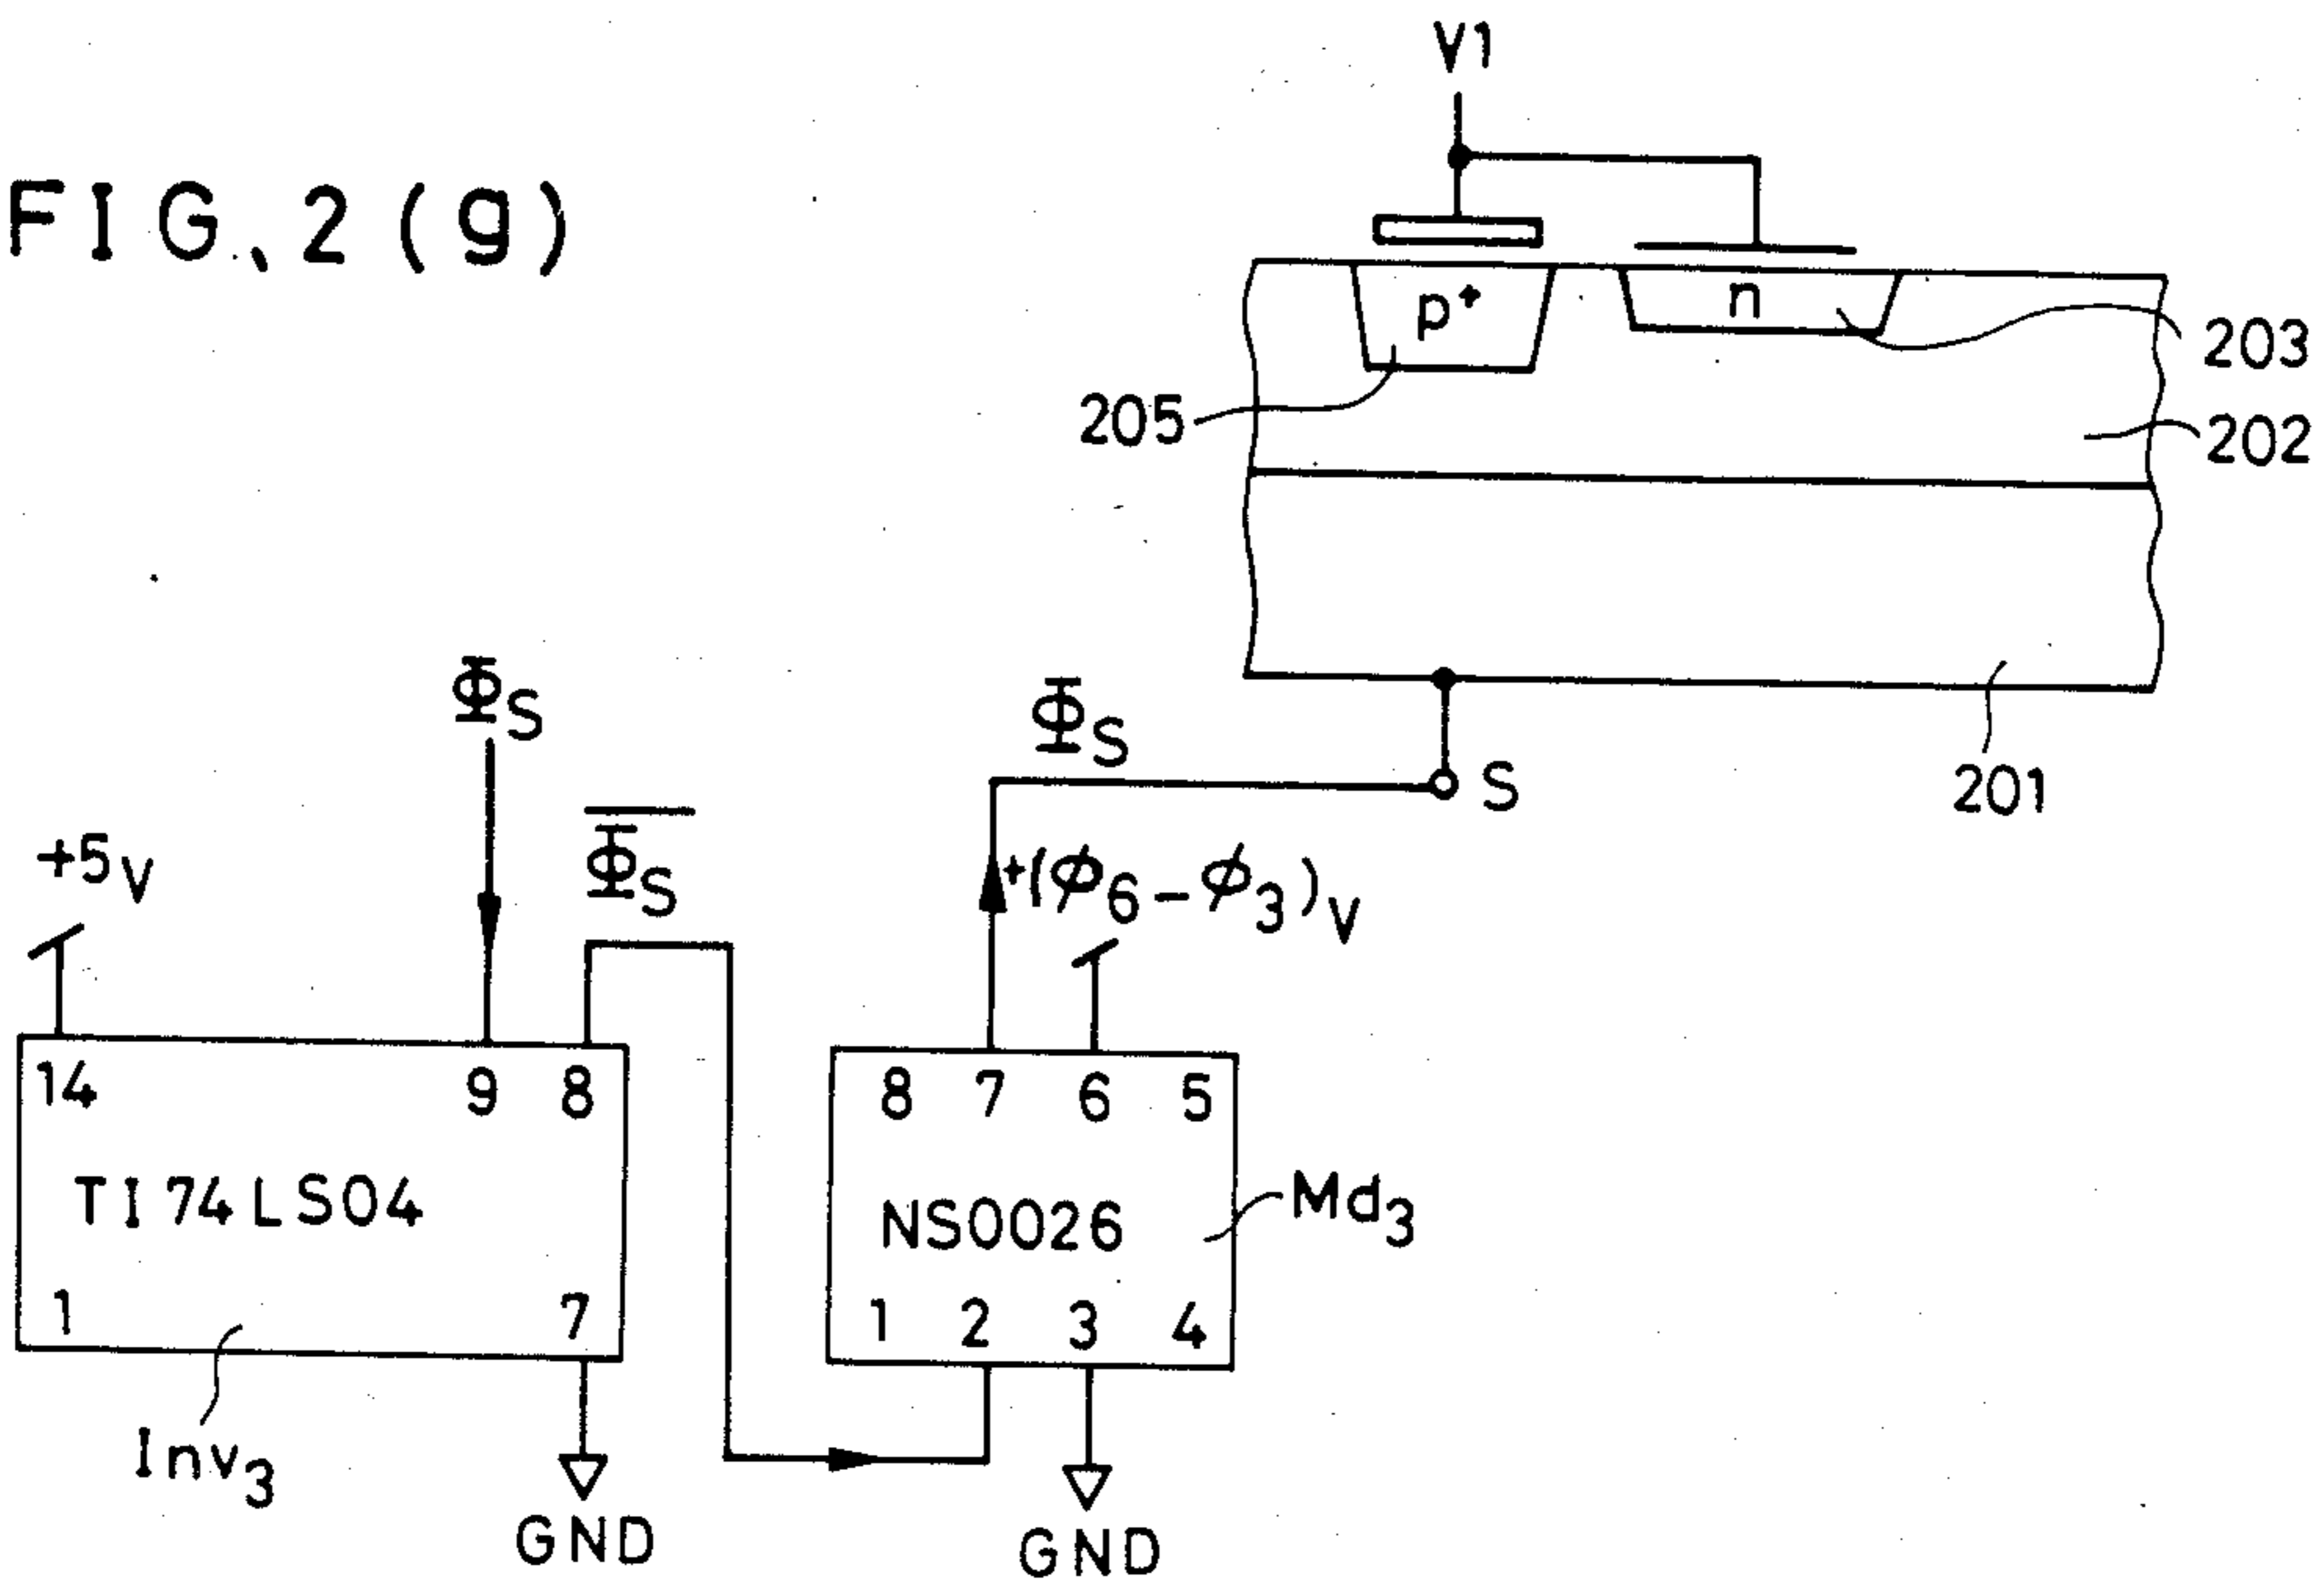 V1
FIG. 2 (g)
p+
n
203
205
202
201
Φ̅S
ΦS
ΦS
S
+5V
+(φ6-φ3)V
14 9 8
TI 74LS04
1 7
8 7 6 5
NS0026
1 2 3 4
Md3
Inv3
GND
GND